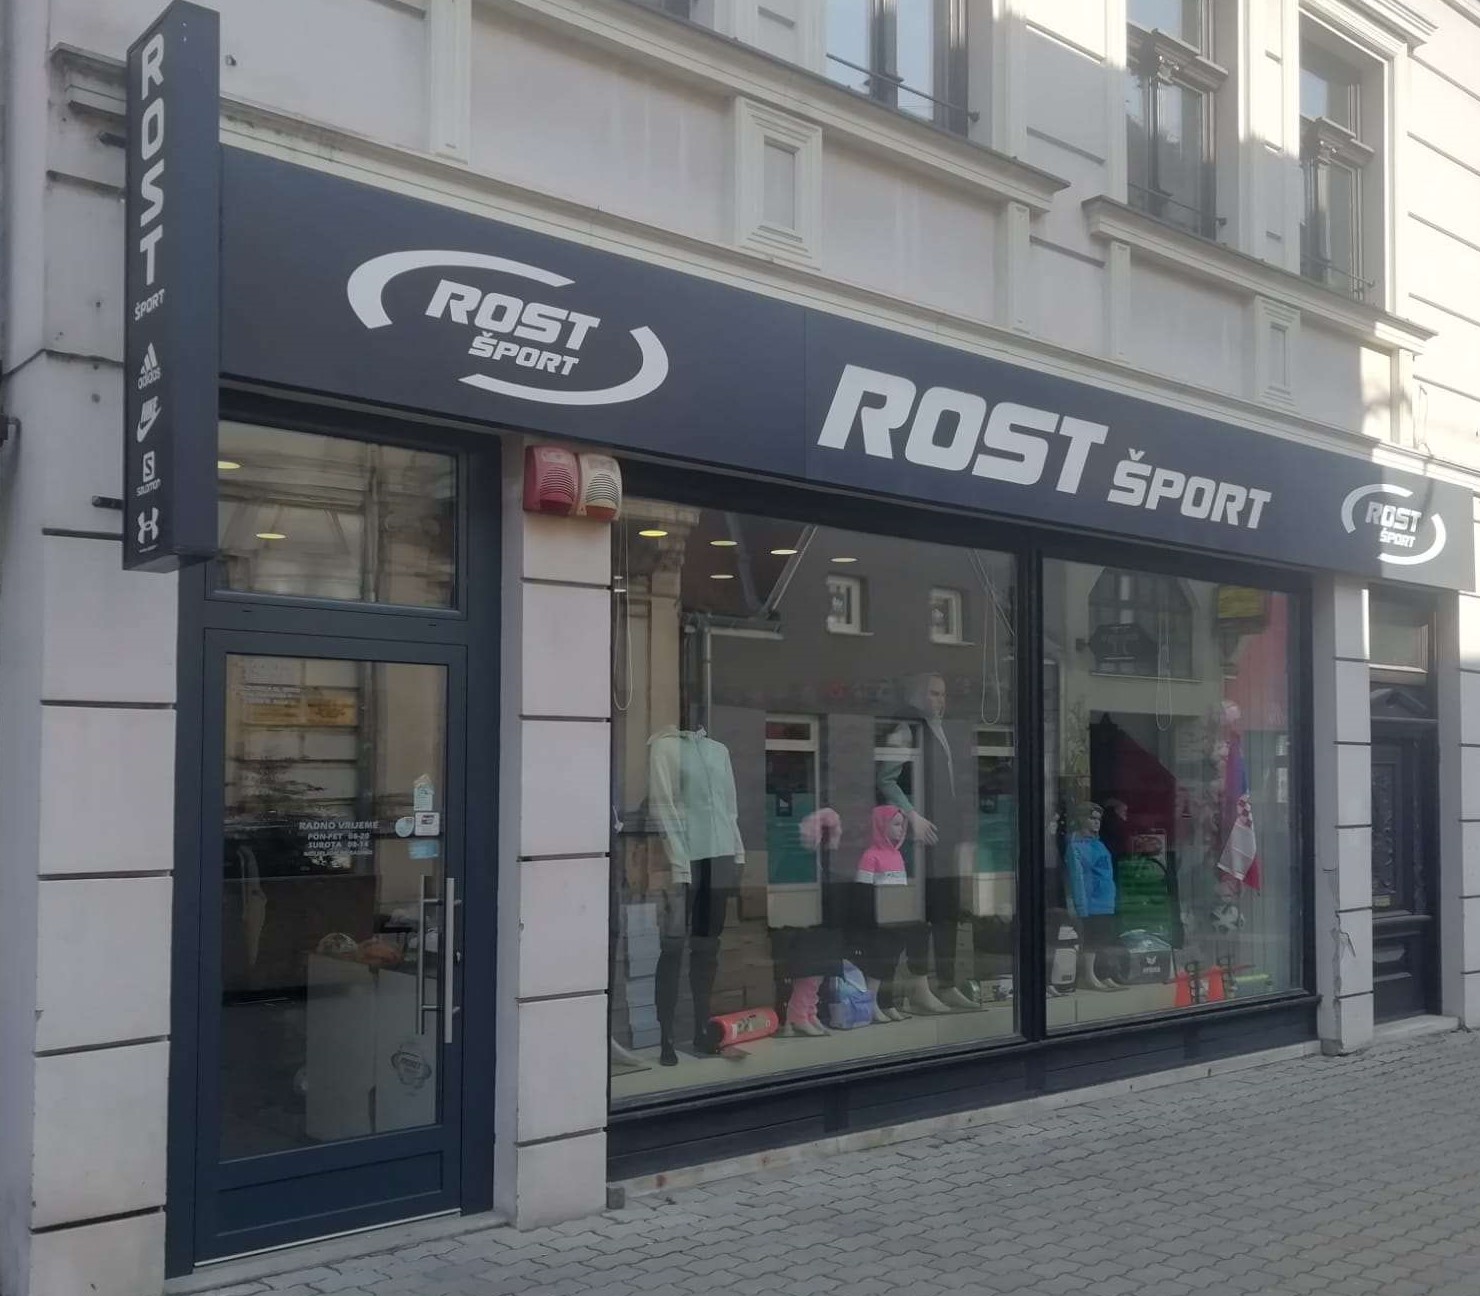 ROST
ŠPORT
adidas
NIKE
SALOMON
ROST
ŠPORT
ROST ŠPORT
ROST
ŠPORT
RADNO VRIJEME
PON-PET 08-20
SUBOTA 08-14